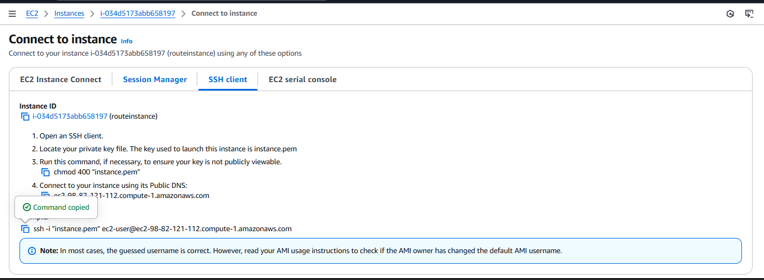 EC2 > Instances > i-034d5173abb658197 > Connect to instance
Connect to instance Info
Connect to your instance i-034d5173abb658197 (routeinstance) using any of these options
EC2 Instance Connect Session Manager SSH client EC2 serial console
Instance ID
i-034d5173abb658197 (routeinstance)
1. Open an SSH client.
2. Locate your private key file. The key used to launch this instance is instance.pem
3. Run this command, if necessary, to ensure your key is not publicly viewable.
chmod 400 "instance.pem"
4. Connect to your instance using its Public DNS:
ec2-98-82-121-112.compute-1.amazonaws.com
Command copied
ssh -i "instance.pem" ec2-user@ec2-98-82-121-112.compute-1.amazonaws.com
Note: In most cases, the guessed username is correct. However, read your AMI usage instructions to check if the AMI owner has changed the default AMI username.